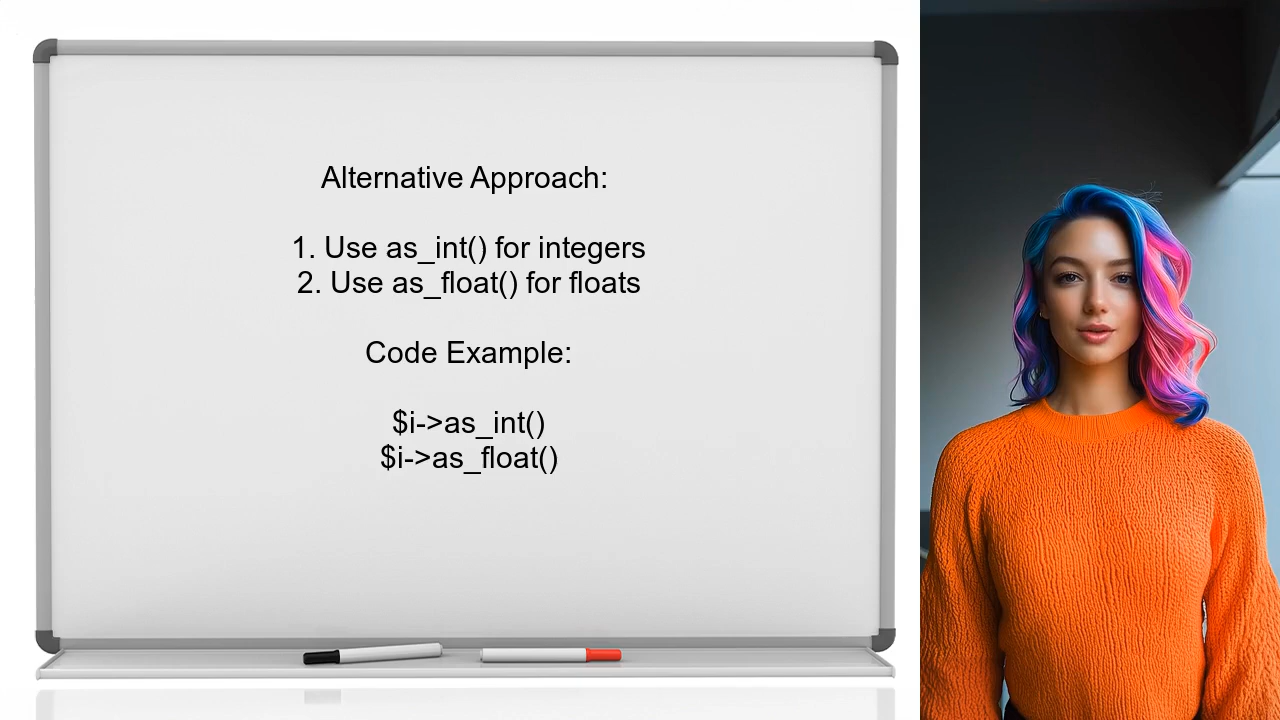 Alternative Approach:
1. Use as_int() for integers
2. Use as_float() for floats
Code Example:
$i->as_int()
$i->as_float()